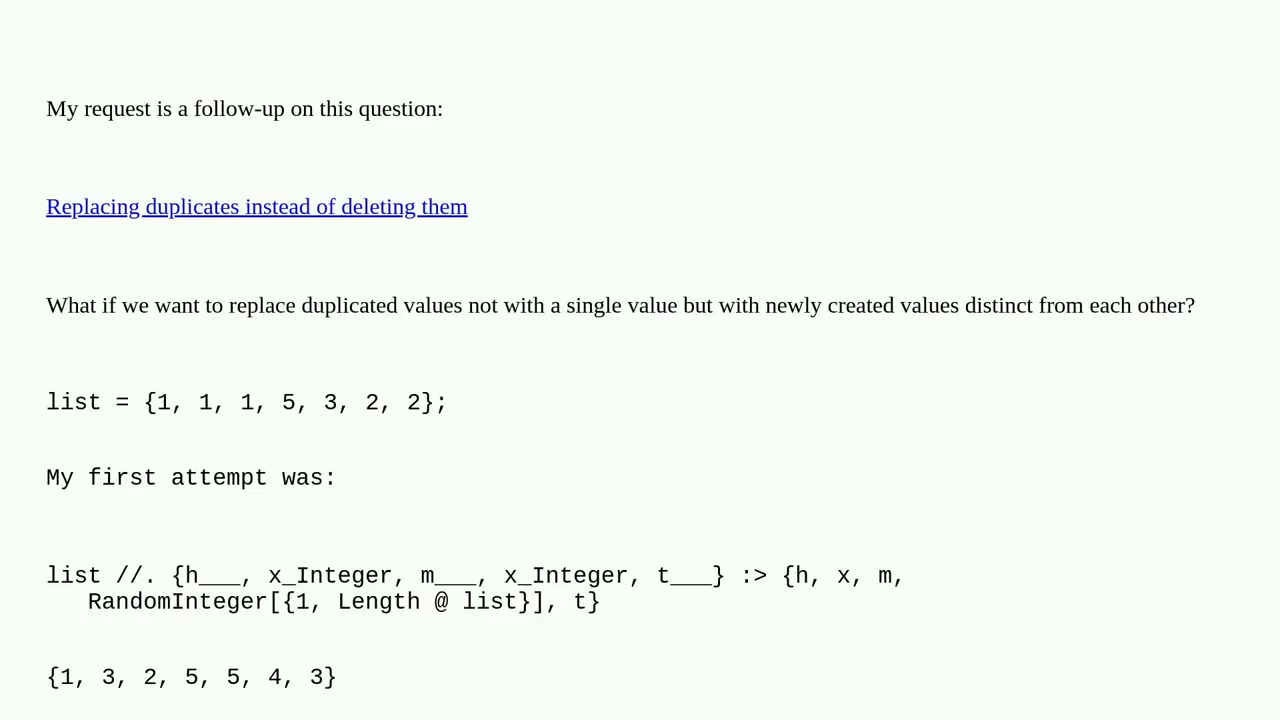 My request is a follow-up on this question:
Replacing duplicates instead of deleting them
What if we want to replace duplicated values not with a single value but with newly created values distinct from each other?
list = {1, 1, 1, 5, 3, 2, 2};
My first attempt was:
list //. {h___, x_Integer, m___, x_Integer, t___} :> {h, x, m,
   RandomInteger[{1, Length @ list}], t}
{1, 3, 2, 5, 5, 4, 3}